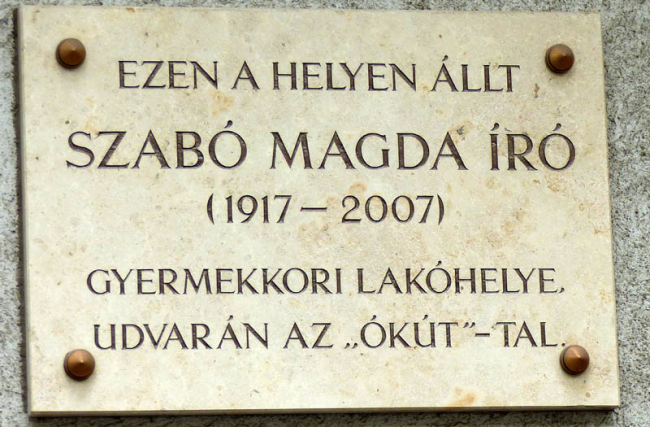 EZEN A HELYEN ÁLLT
SZABÓ MAGDA ÍRÓ
(1917 – 2007)
GYERMEKKORI LAKÓHELYE,
UDVARÁN AZ „ÓKÚT”-TAL.